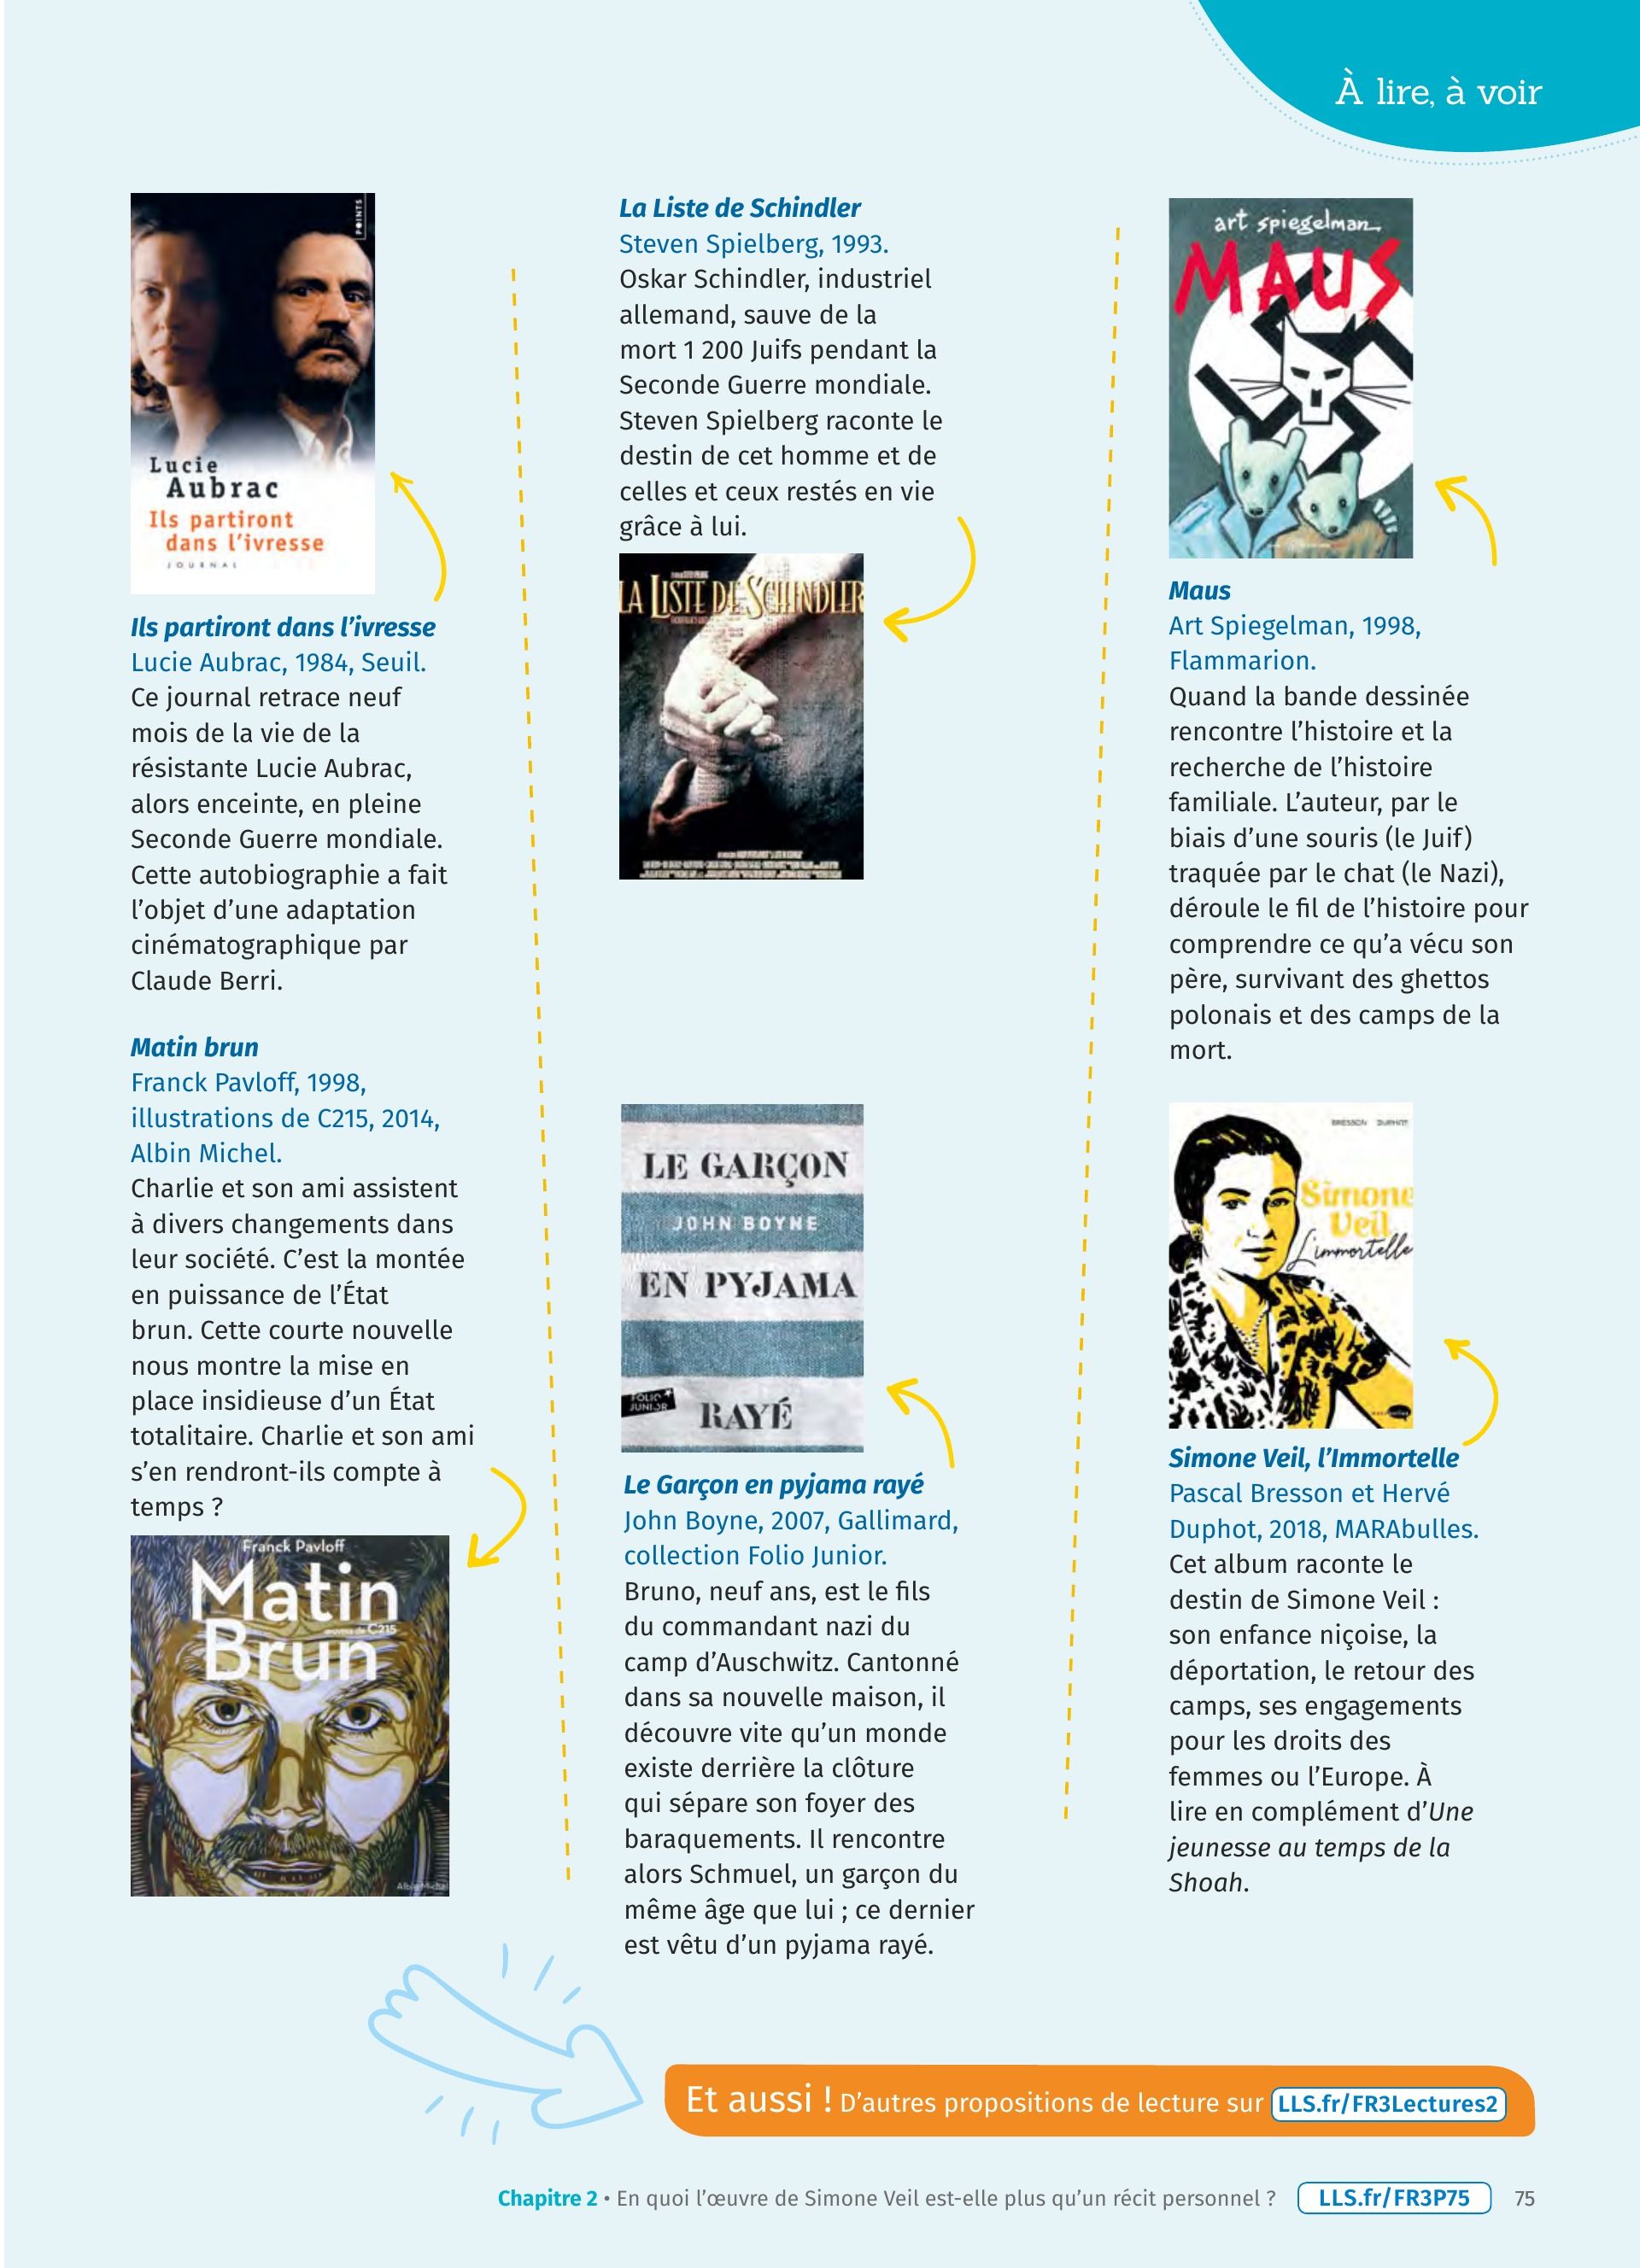 À lire, à voir
POINTS
Lucie
Aubrac
Ils partiront
dans l'ivresse
JOURNAL
Ils partiront dans l'ivresse
Lucie Aubrac, 1984, Seuil.
Ce journal retrace neuf
mois de la vie de la
résistante Lucie Aubrac,
alors enceinte, en pleine
Seconde Guerre mondiale.
Cette autobiographie a fait
l'objet d'une adaptation
cinématographique par
Claude Berri.
Matin brun
Franck Pavloff, 1998,
illustrations de C215, 2014,
Albin Michel.
Charlie et son ami assistent
à divers changements dans
leur société. C'est la montée
en puissance de l'État
brun. Cette courte nouvelle
nous montre la mise en
place insidieuse d'un État
totalitaire. Charlie et son ami
s'en rendront-ils compte à
temps ?
Franck Pavloff
Matin
Brun
La Liste de Schindler
Steven Spielberg, 1993.
Oskar Schindler, industriel
allemand, sauve de la
mort 1 200 Juifs pendant la
Seconde Guerre mondiale.
Steven Spielberg raconte le
destin de cet homme et de
celles et ceux restés en vie
grâce à lui.
LA LISTE DE SCHINDLER
LE GARÇON
JOHN BOYNE
EN PYJAMA
FOLIO
JUNIOR
RAYÉ
Le Garçon en pyjama rayé
John Boyne, 2007, Gallimard,
collection Folio Junior.
Bruno, neuf ans, est le fils
du commandant nazi du
camp d'Auschwitz. Cantonné
dans sa nouvelle maison, il
découvre vite qu'un monde
existe derrière la clôture
qui sépare son foyer des
baraquements. Il rencontre
alors Schmuel, un garçon du
même âge que lui ; ce dernier
est vêtu d'un pyjama rayé.
art spiegelman
MAUS
Maus
Art Spiegelman, 1998,
Flammarion.
Quand la bande dessinée
rencontre l'histoire et la
recherche de l'histoire
familiale. L'auteur, par le
biais d'une souris (le Juif)
traquée par le chat (le Nazi),
déroule le fil de l'histoire pour
comprendre ce qu'a vécu son
père, survivant des ghettos
polonais et des camps de la
mort.
BRESSON DUPHOT
Simone
Veil
L'immortelle
Simone Veil, l'Immortelle
Pascal Bresson et Hervé
Duphot, 2018, MARAbulles.
Cet album raconte le
destin de Simone Veil :
son enfance niçoise, la
déportation, le retour des
camps, ses engagements
pour les droits des
femmes ou l'Europe. À
lire en complément d'Une
jeunesse au temps de la
Shoah.
Et aussi ! D'autres propositions de lecture sur LLS.fr/FR3Lectures2
Chapitre 2 • En quoi l'œuvre de Simone Veil est-elle plus qu'un récit personnel ? LLS.fr/FR3P75 75